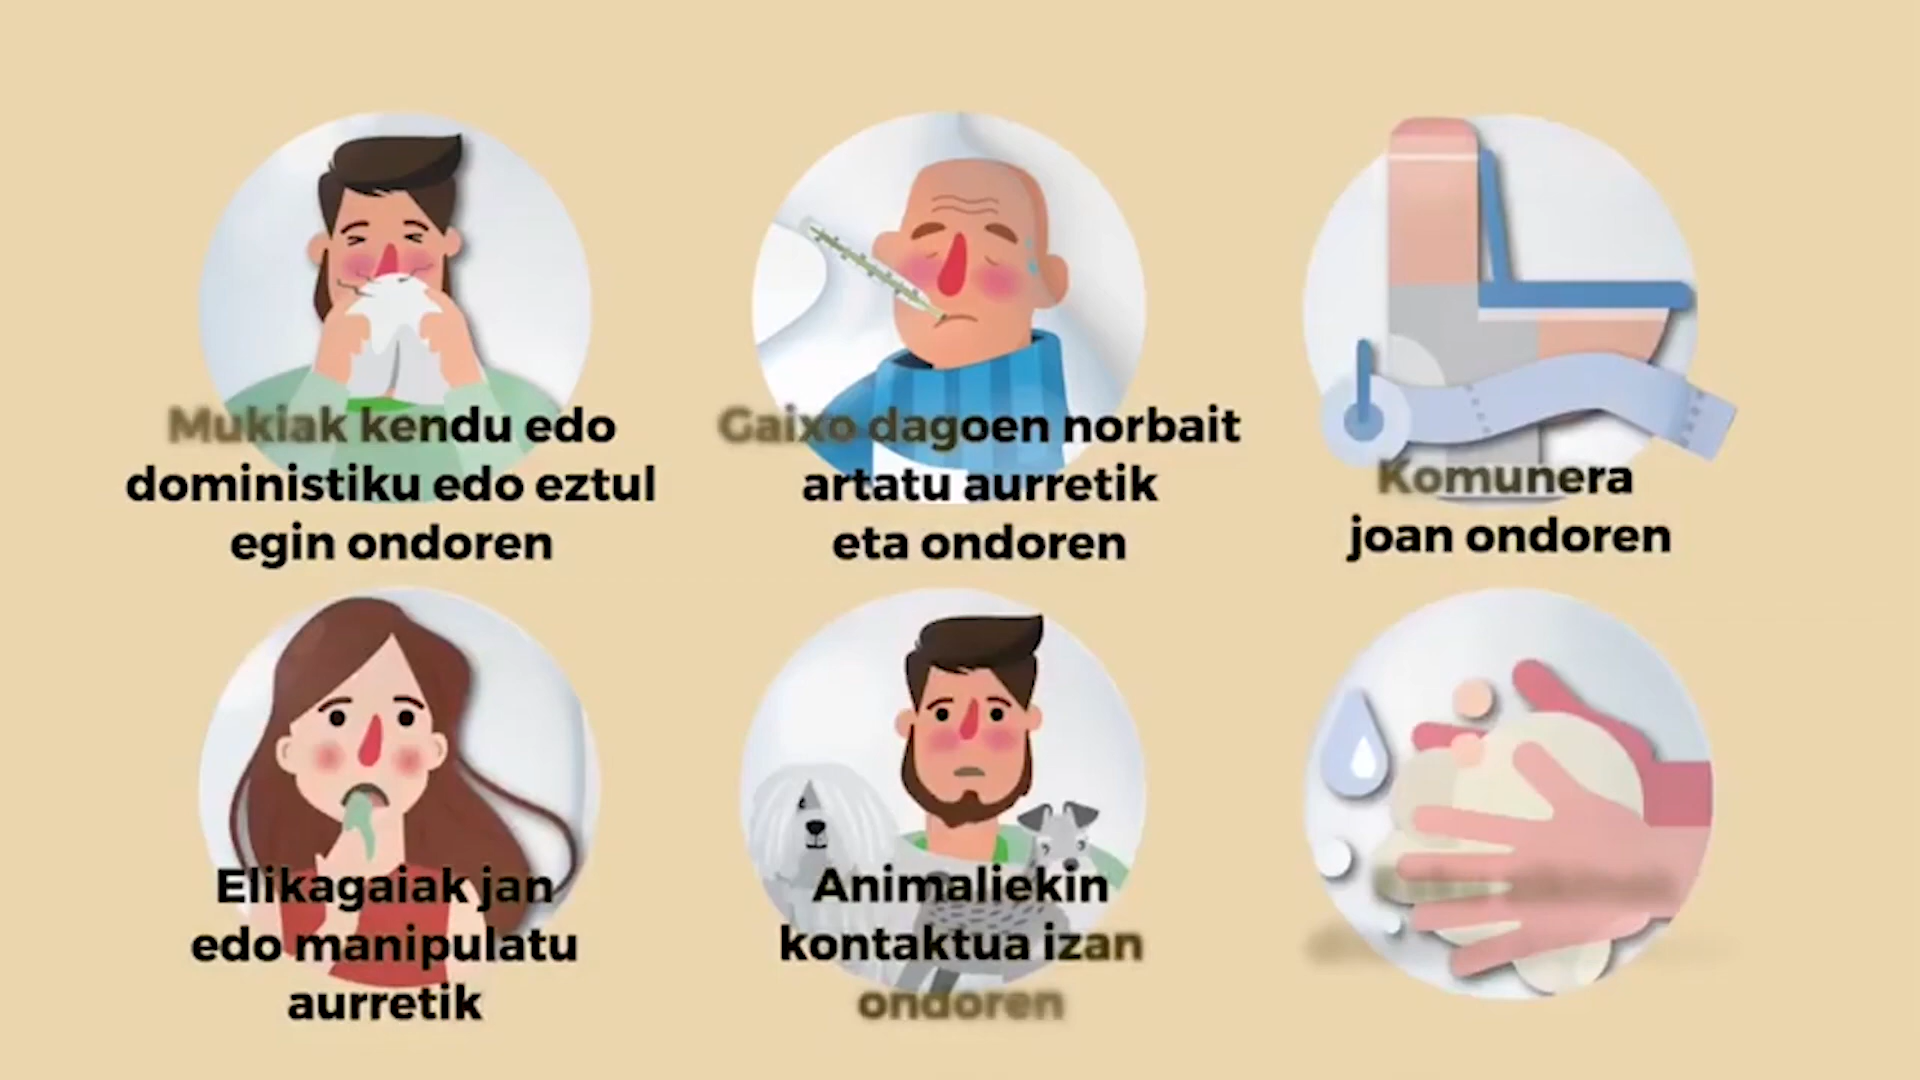 Mukiak kendu edo
doministiku edo eztul
egin ondoren
Gaixo dagoen norbait
artatu aurretik
eta ondoren
Komunera
joan ondoren
Elikagaiak jan
edo manipulatu
aurretik
Animaliekin
kontaktua izan
ondoren